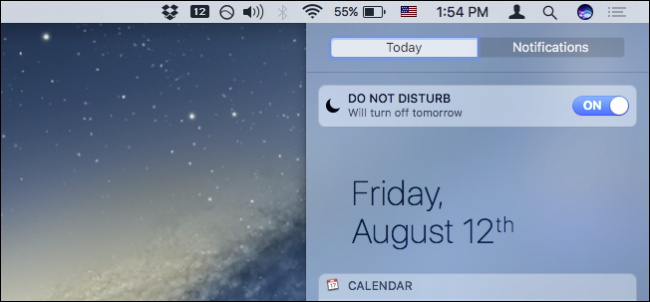 12 55% 1:54 PM
Today Notifications
DO NOT DISTURB
Will turn off tomorrow
ON
Friday,
August 12th
17 CALENDAR